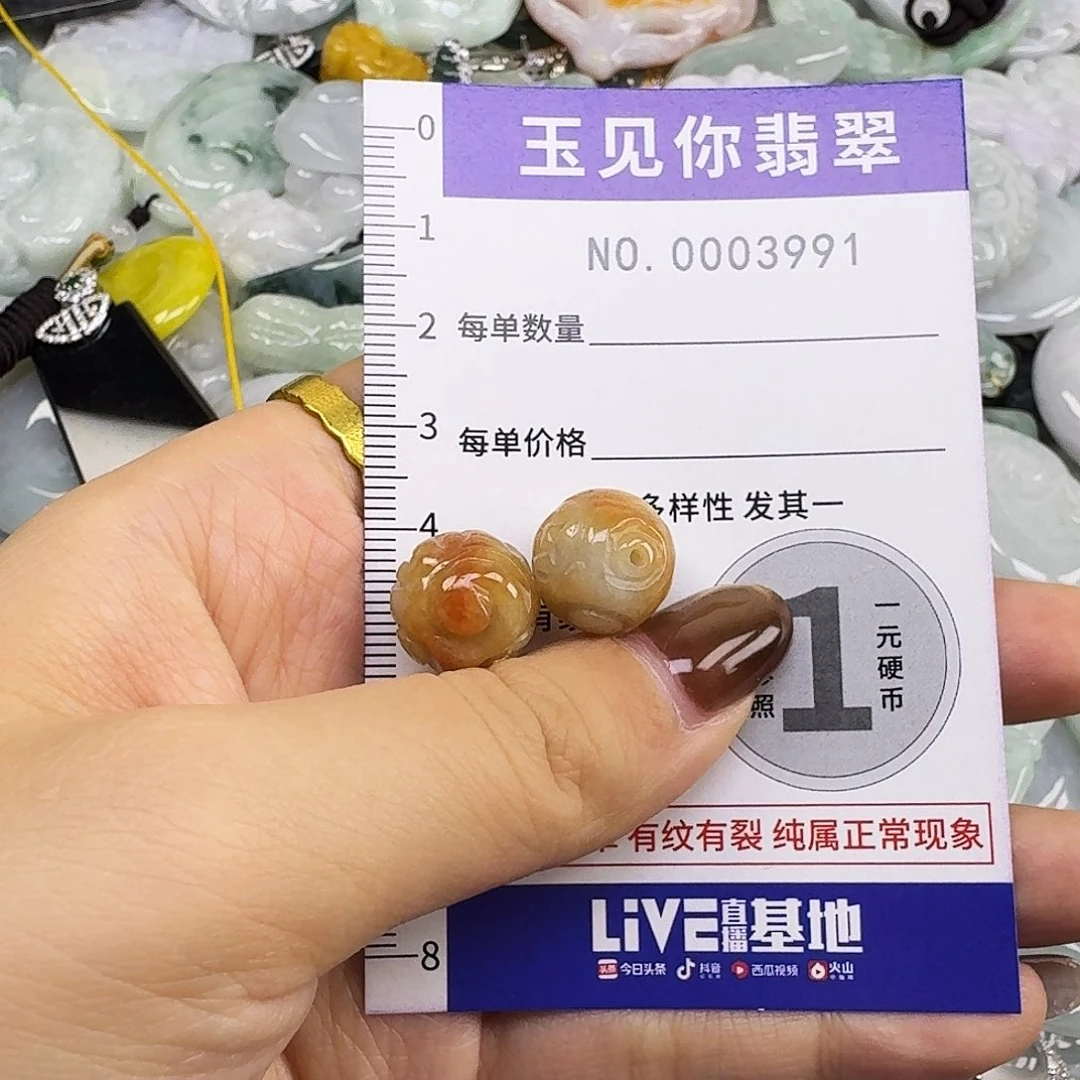 玉见你翡翠
0
1
2
3
4
8
NO. 0003991
每单数量
每单价格
多样性 发其一
1
一元硬币
照
有纹有裂 纯属正常现象
LiVE直播基地
头条 今日头条 抖音 西瓜视频 火山